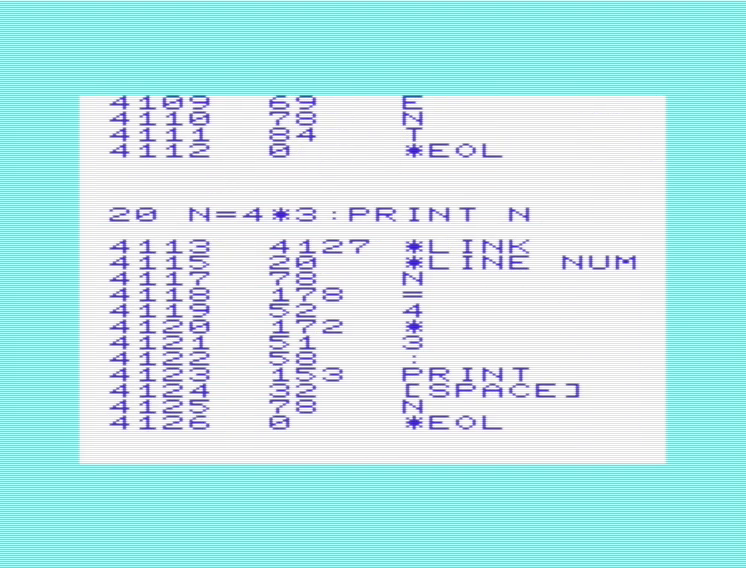 4109 69 E
4110 78 N
4111 84 T
4112 0 *EOL
20 N=4*3:PRINT N
4113 4127 *LINK
4115 20 *LINE NUM
4117 78 N
4118 178 =
4119 52 4
4120 172 *
4121 51 3
4122 58 :
4123 153 PRINT
4124 32 [SPACE]
4125 78 N
4126 0 *EOL